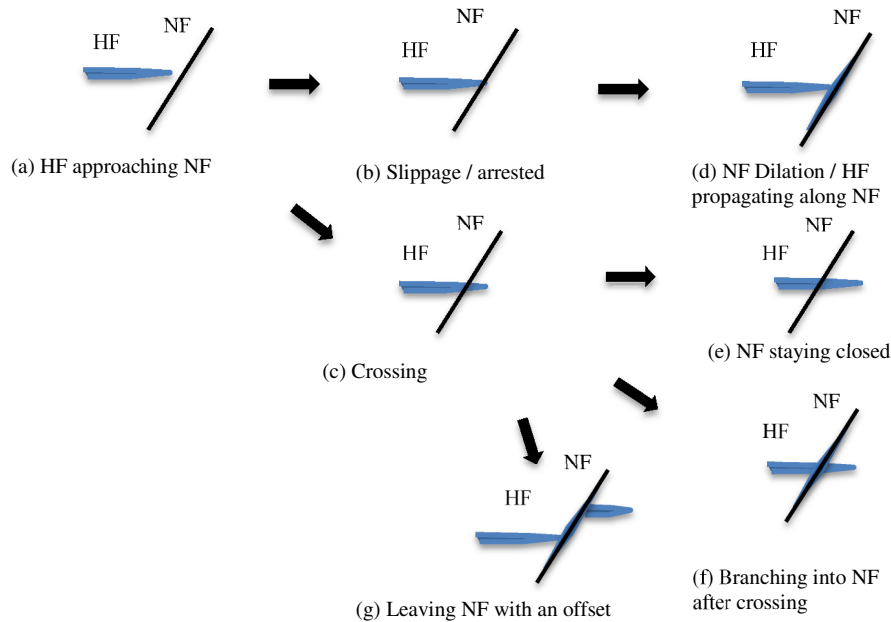 HF
NF
(a) HF approaching NF
HF
NF
(b) Slippage / arrested
HF
NF
(d) NF Dilation / HF
propagating along NF
HF
NF
(c) Crossing
HF
NF
(e) NF staying closed
HF
NF
(g) Leaving NF with an offset
HF
NF
(f) Branching into NF
after crossing